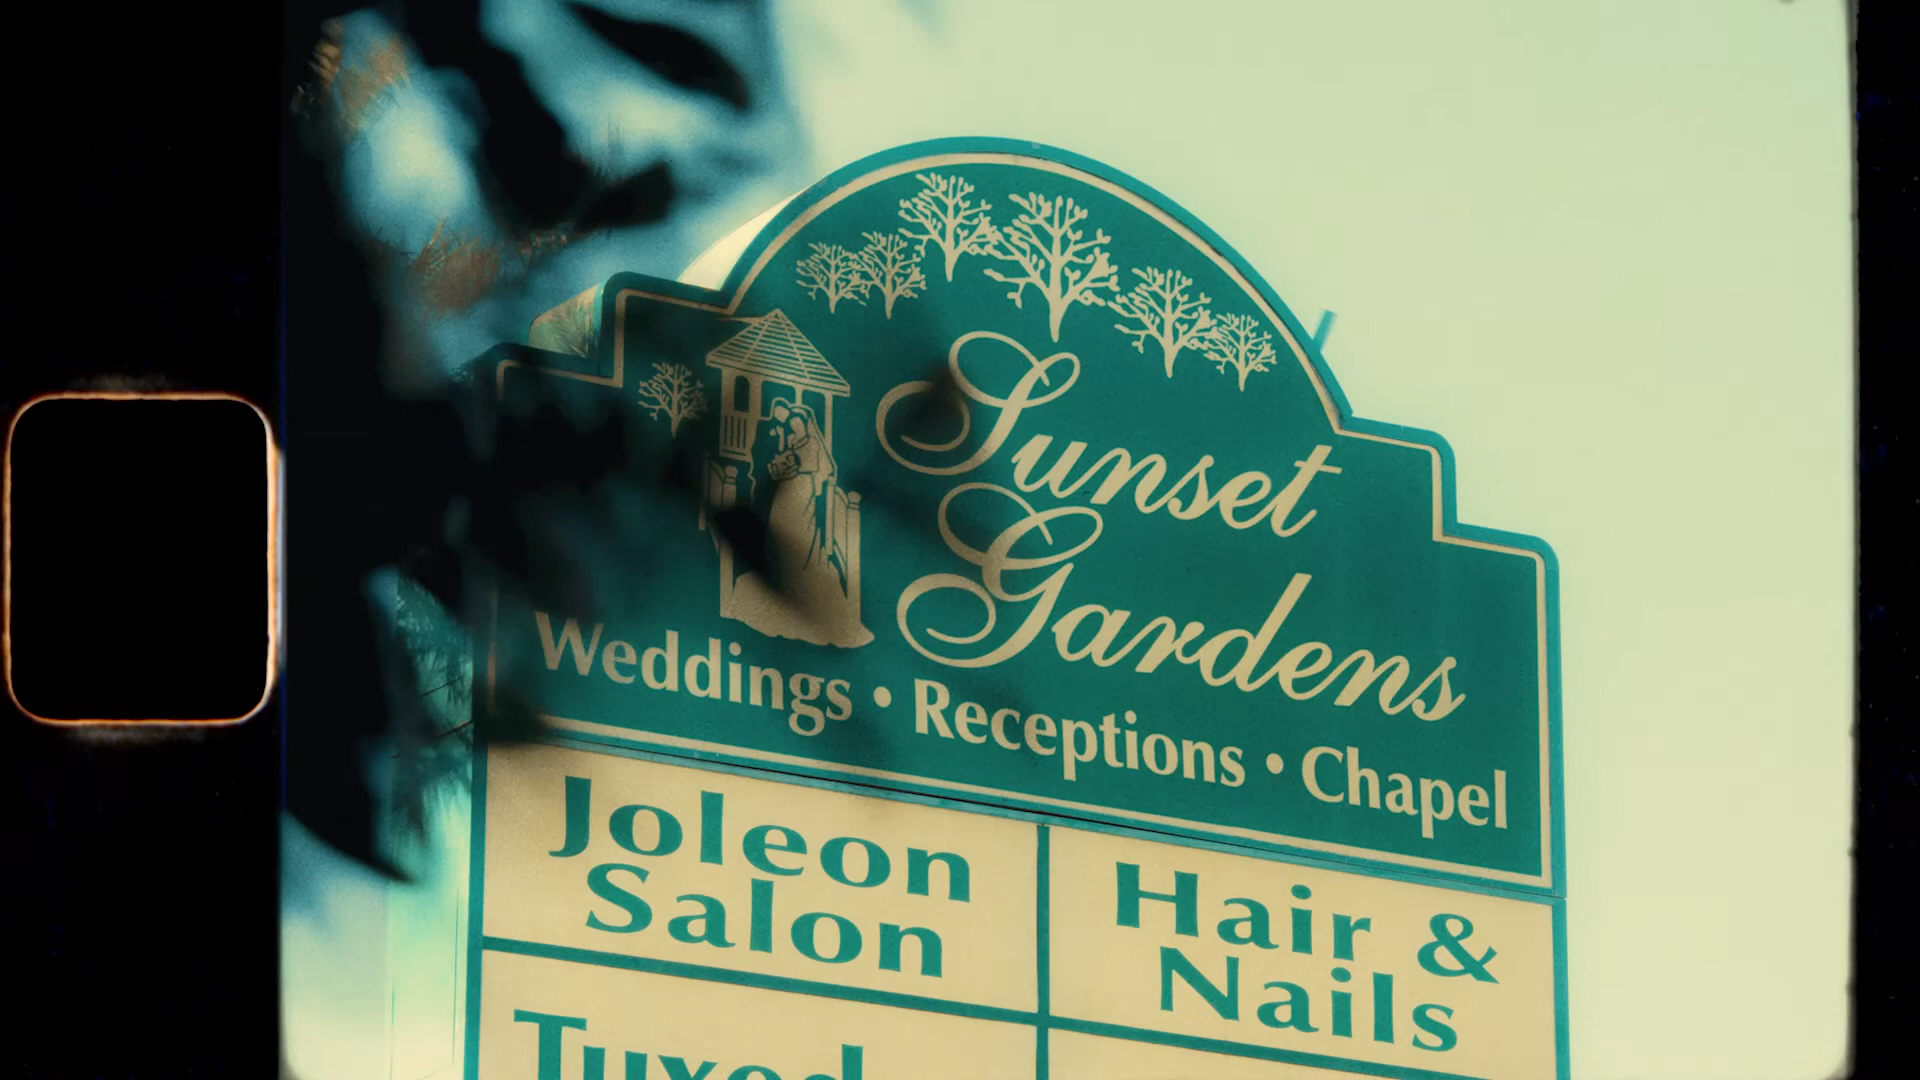 Sunset
Gardens
Weddings • Receptions • Chapel
Joleon
Salon
Hair &
Nails